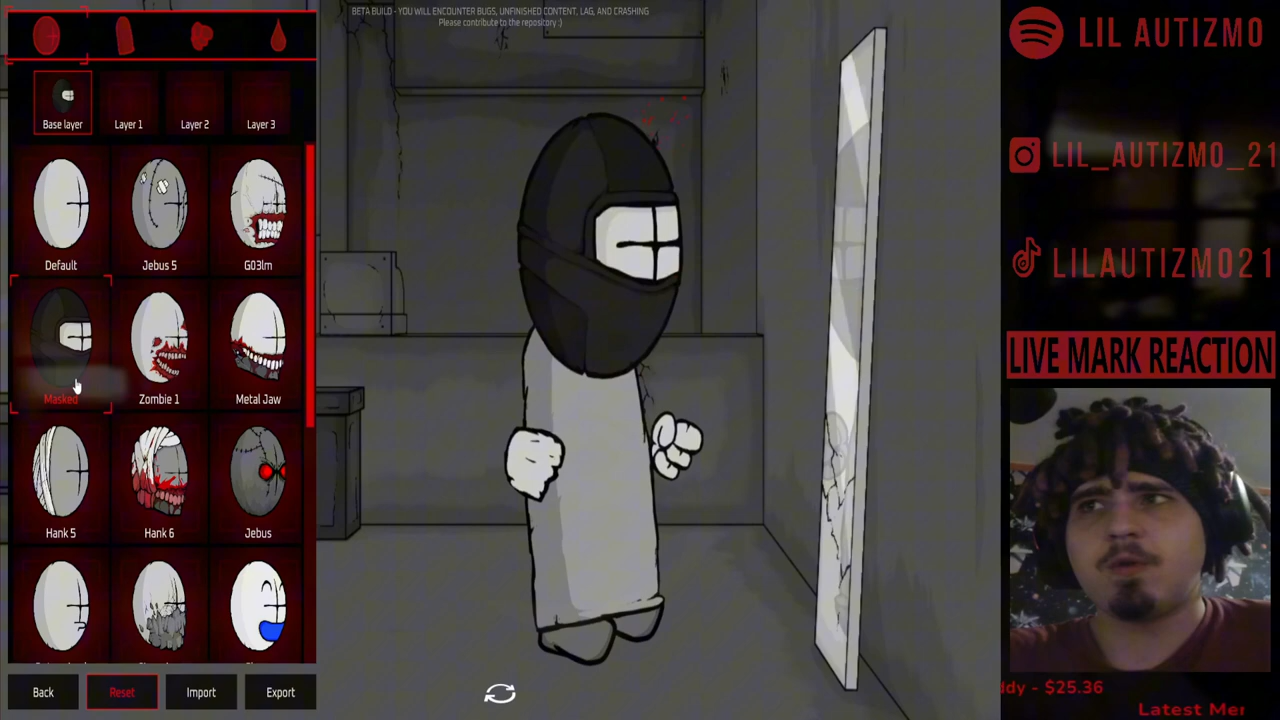 BETA BUILD - YOU WILL ENCOUNTER BUGS, UNFINISHED CONTENT, LAG, AND CRASHING
Please contribute to the repository :)
Base layer
Layer 1
Layer 2
Layer 3
Default
Jebus 5
G03lm
Masked
Zombie 1
Metal Jaw
Hank 5
Hank 6
Jebus
Back
Reset
Import
Export
LIL AUTIZMO
LIL_AUTIZMO_21
LILAUTIZMO21
LIVE MARK REACTION
ddy - $25.36
Latest Me